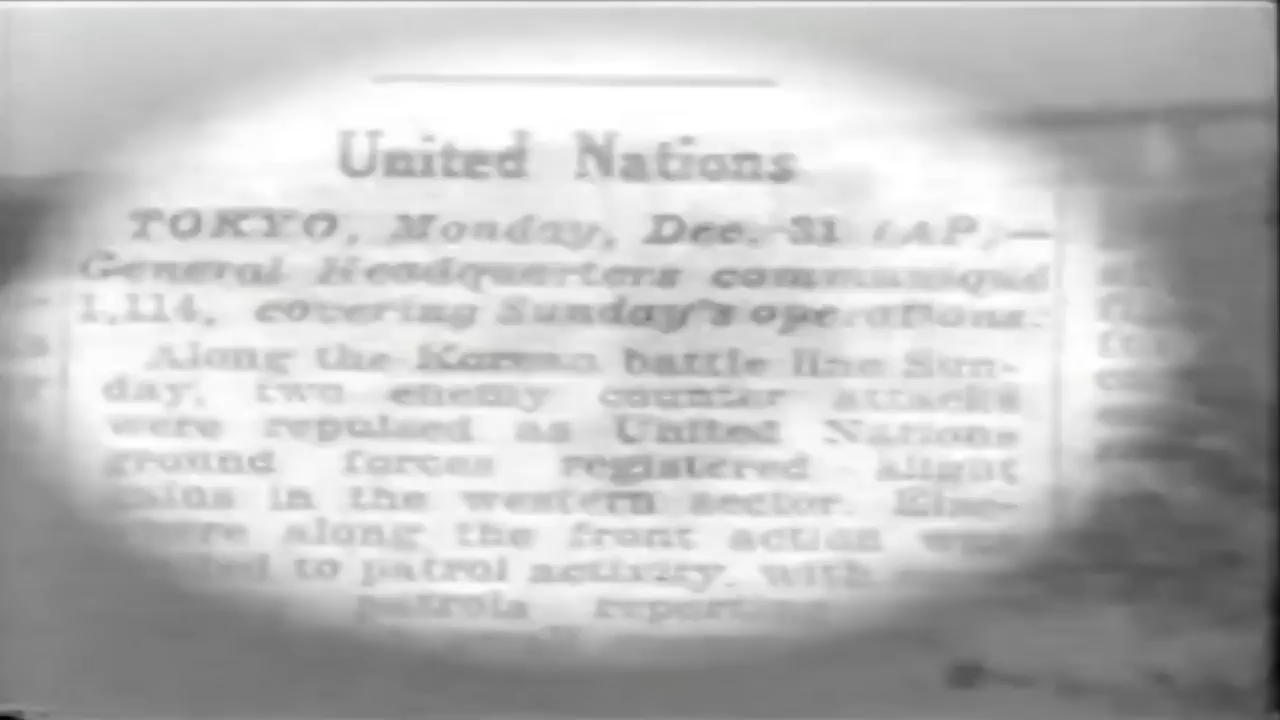 United Nations
TOKYO, Monday, Dec. 31 (AP)—
General Headquarters communique
1,114, covering Sunday's operations:
Along the Korean battle line Sun-
day, two enemy counter attacks
were repulsed as United Nations
ground forces registered slight
gains in the western sector. Else-
where along the front action was
to patrol activity, with
patrols